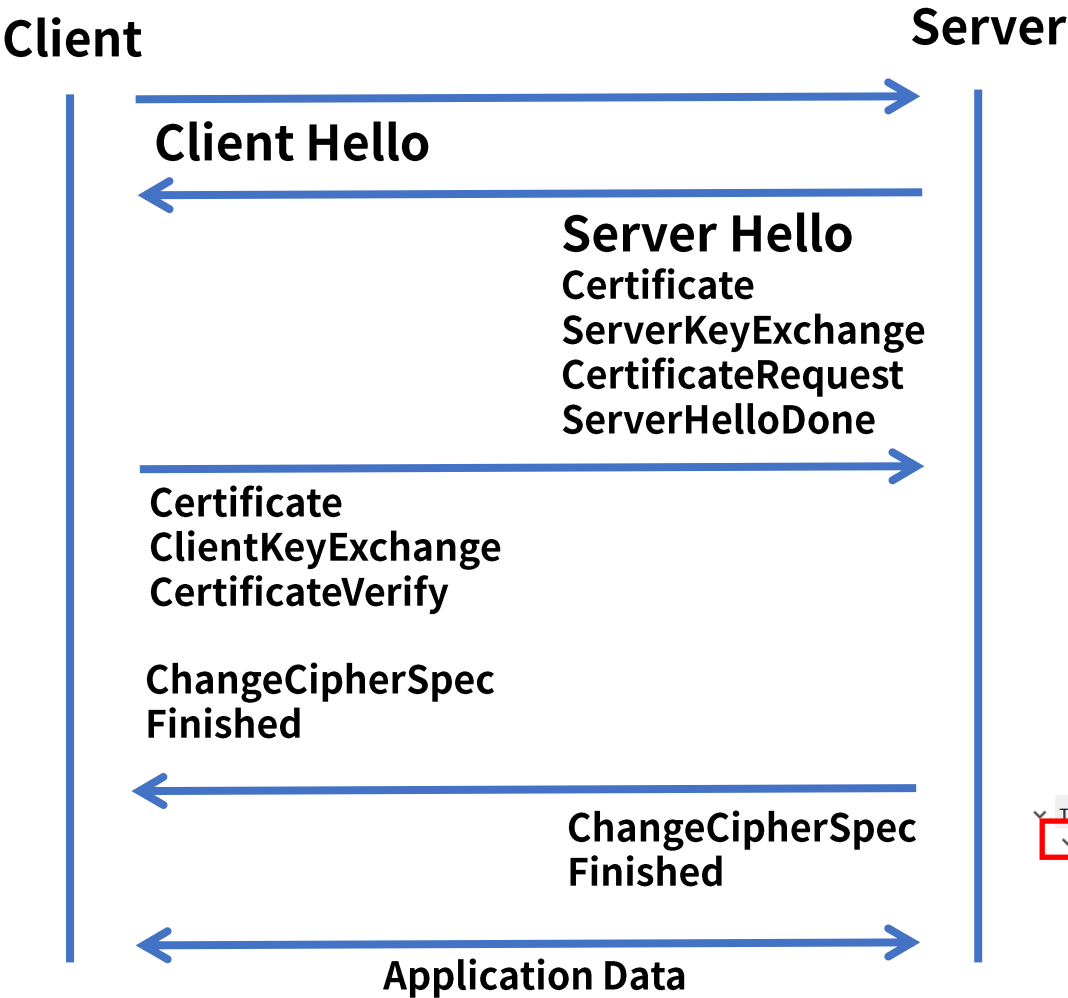 Client
Server
Client Hello
Server Hello
Certificate
ServerKeyExchange
CertificateRequest
ServerHelloDone
Certificate
ClientKeyExchange
CertificateVerify
ChangeCipherSpec
Finished
ChangeCipherSpec
Finished
Application Data